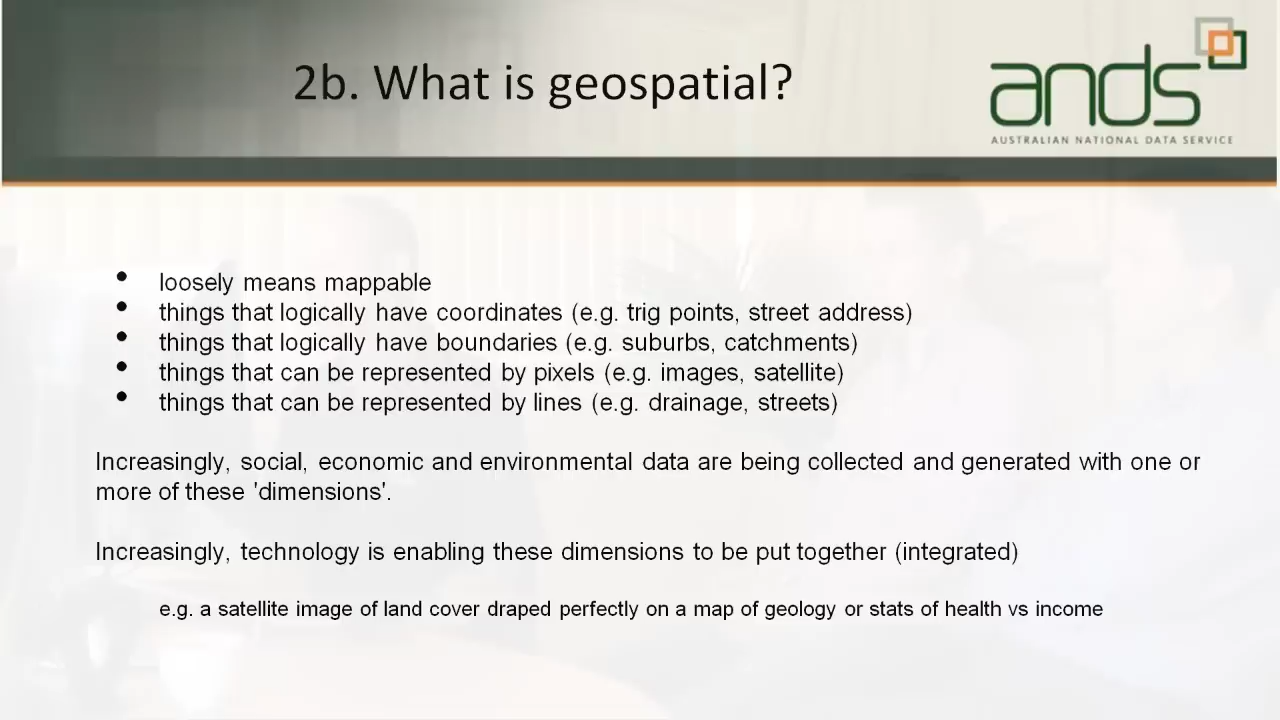 2b. What is geospatial?
ands
AUSTRALIAN NATIONAL DATA SERVICE
• loosely means mappable
• things that logically have coordinates (e.g. trig points, street address)
• things that logically have boundaries (e.g. suburbs, catchments)
• things that can be represented by pixels (e.g. images, satellite)
• things that can be represented by lines (e.g. drainage, streets)
Increasingly, social, economic and environmental data are being collected and generated with one or
more of these 'dimensions'.
Increasingly, technology is enabling these dimensions to be put together (integrated)
e.g. a satellite image of land cover draped perfectly on a map of geology or stats of health vs income